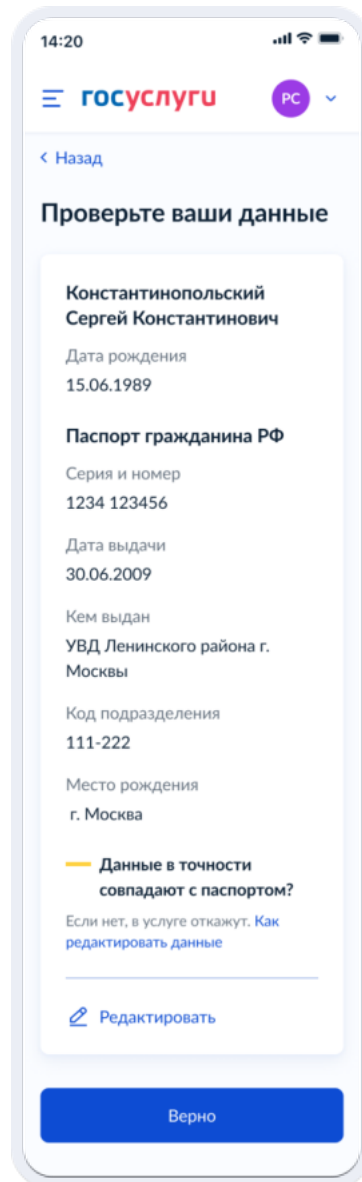 14:20
госуслуги
РС
Назад
Проверьте ваши данные
Константинопольский
Сергей Константинович
Дата рождения
15.06.1989
Паспорт гражданина РФ
Серия и номер
1234 123456
Дата выдачи
30.06.2009
Кем выдан
УВД Ленинского района г.
Москвы
Код подразделения
111-222
Место рождения
г. Москва
Данные в точности
совпадают с паспортом?
Если нет, в услуге откажут. Как
редактировать данные
Редактировать
Верно